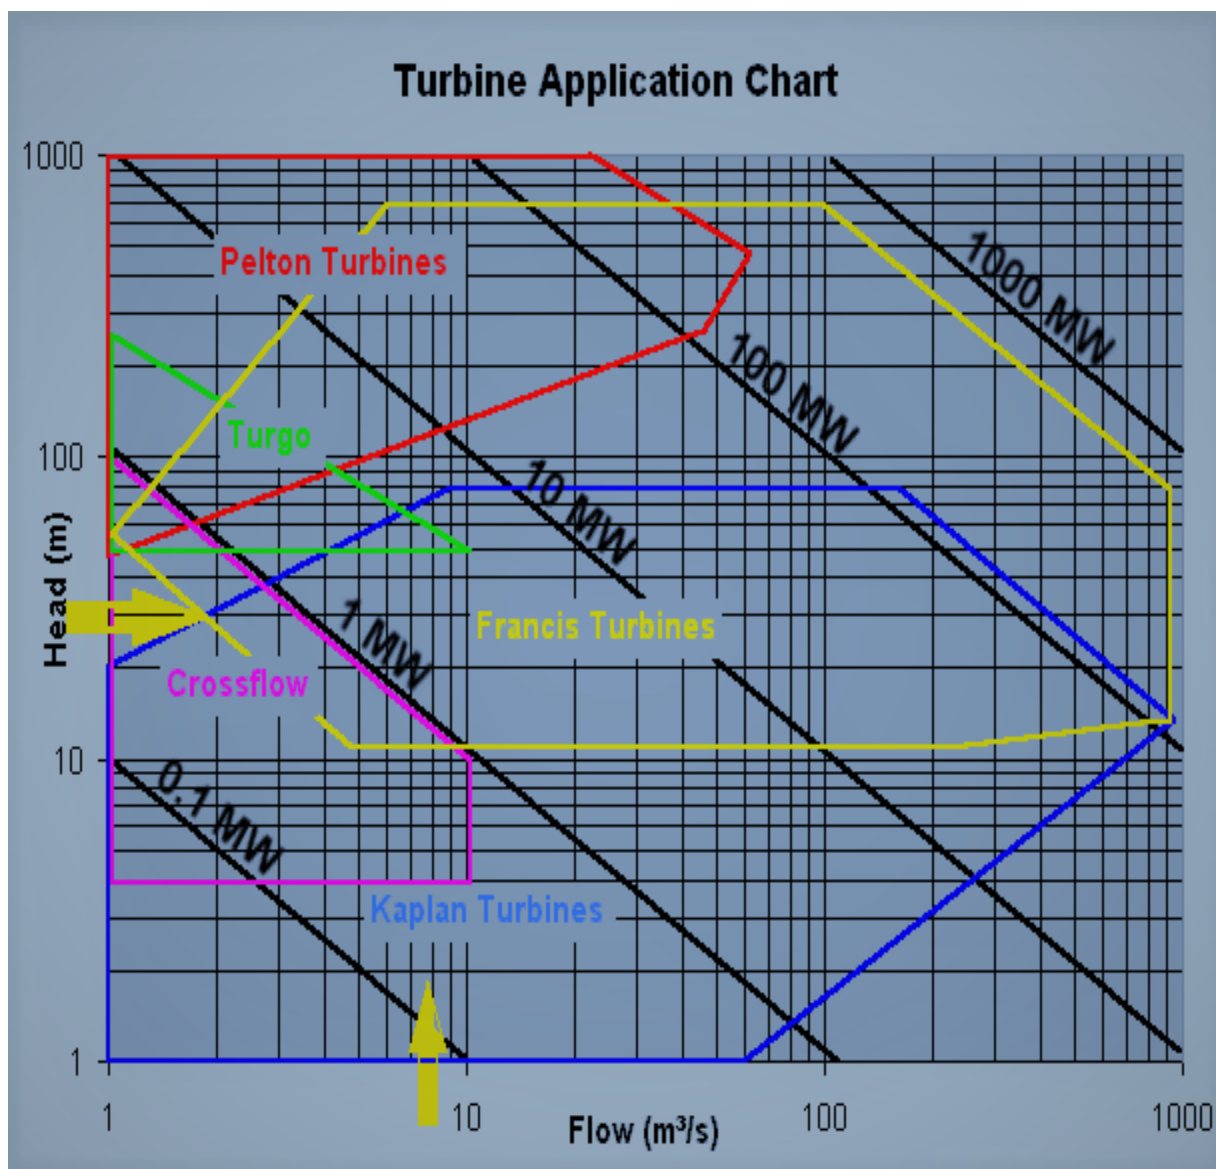 Turbine Application Chart
1000
1000 MW
Pelton Turbines
100 MW
Turgo
100
10 MW
Head (m)
1 MW
Francis Turbines
Crossflow
10
0.1 MW
Kaplan Turbines
1
1
10
100
1000
Flow (m³/s)